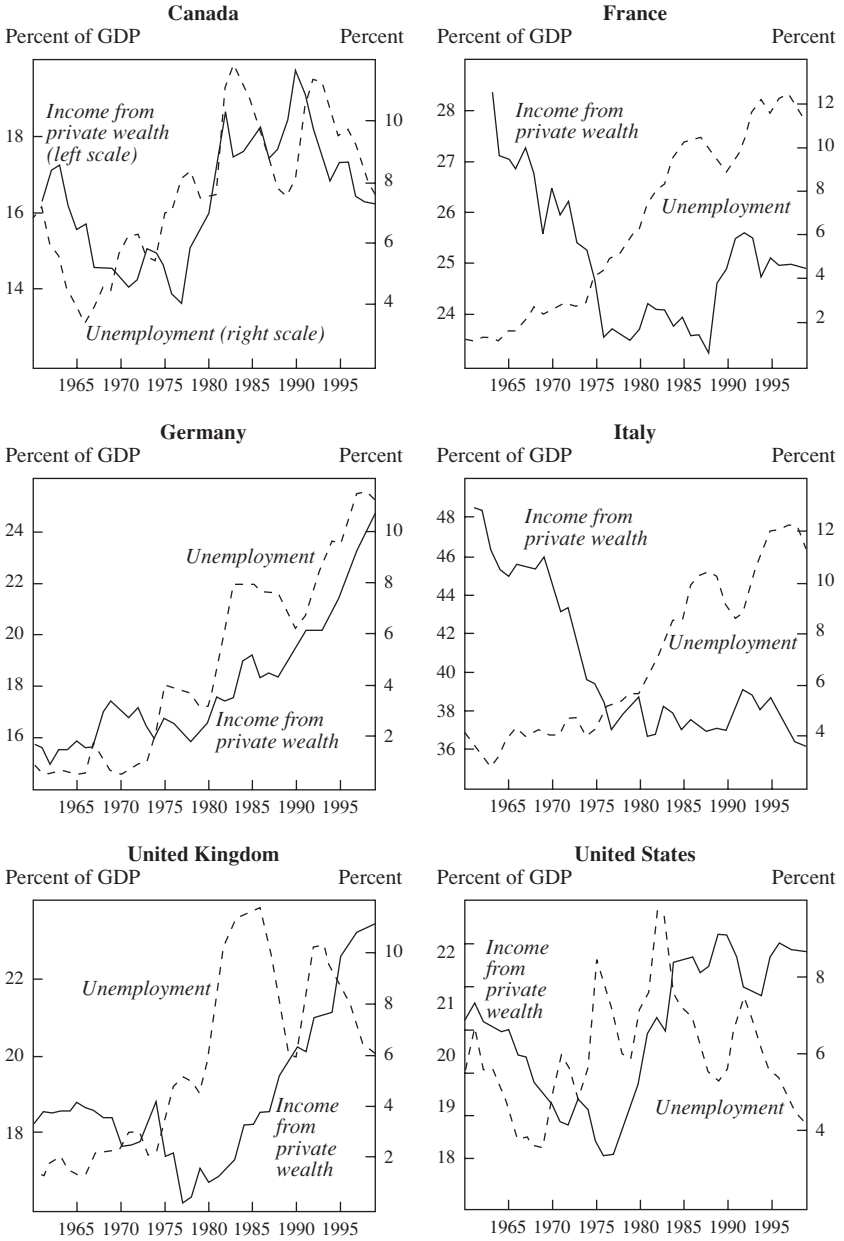 Canada
Percent of GDP Percent
Income from
private wealth
(left scale)
Unemployment (right scale)
18
16
14
10
8
6
4
1965 1970 1975 1980 1985 1990 1995
France
Percent of GDP Percent
Income from
private wealth
Unemployment
28
27
26
25
24
12
10
8
6
4
2
1965 1970 1975 1980 1985 1990 1995
Germany
Percent of GDP Percent
Unemployment
Income from
private wealth
24
22
20
18
16
10
8
6
4
2
1965 1970 1975 1980 1985 1990 1995
Italy
Percent of GDP Percent
Income from
private wealth
Unemployment
48
46
44
42
40
38
36
12
10
8
6
4
1965 1970 1975 1980 1985 1990 1995
United Kingdom
Percent of GDP Percent
Unemployment
Income
from
private
wealth
22
20
18
10
8
6
4
2
1965 1970 1975 1980 1985 1990 1995
United States
Percent of GDP Percent
Income
from
private
wealth
Unemployment
22
21
20
19
18
8
6
4
1965 1970 1975 1980 1985 1990 1995